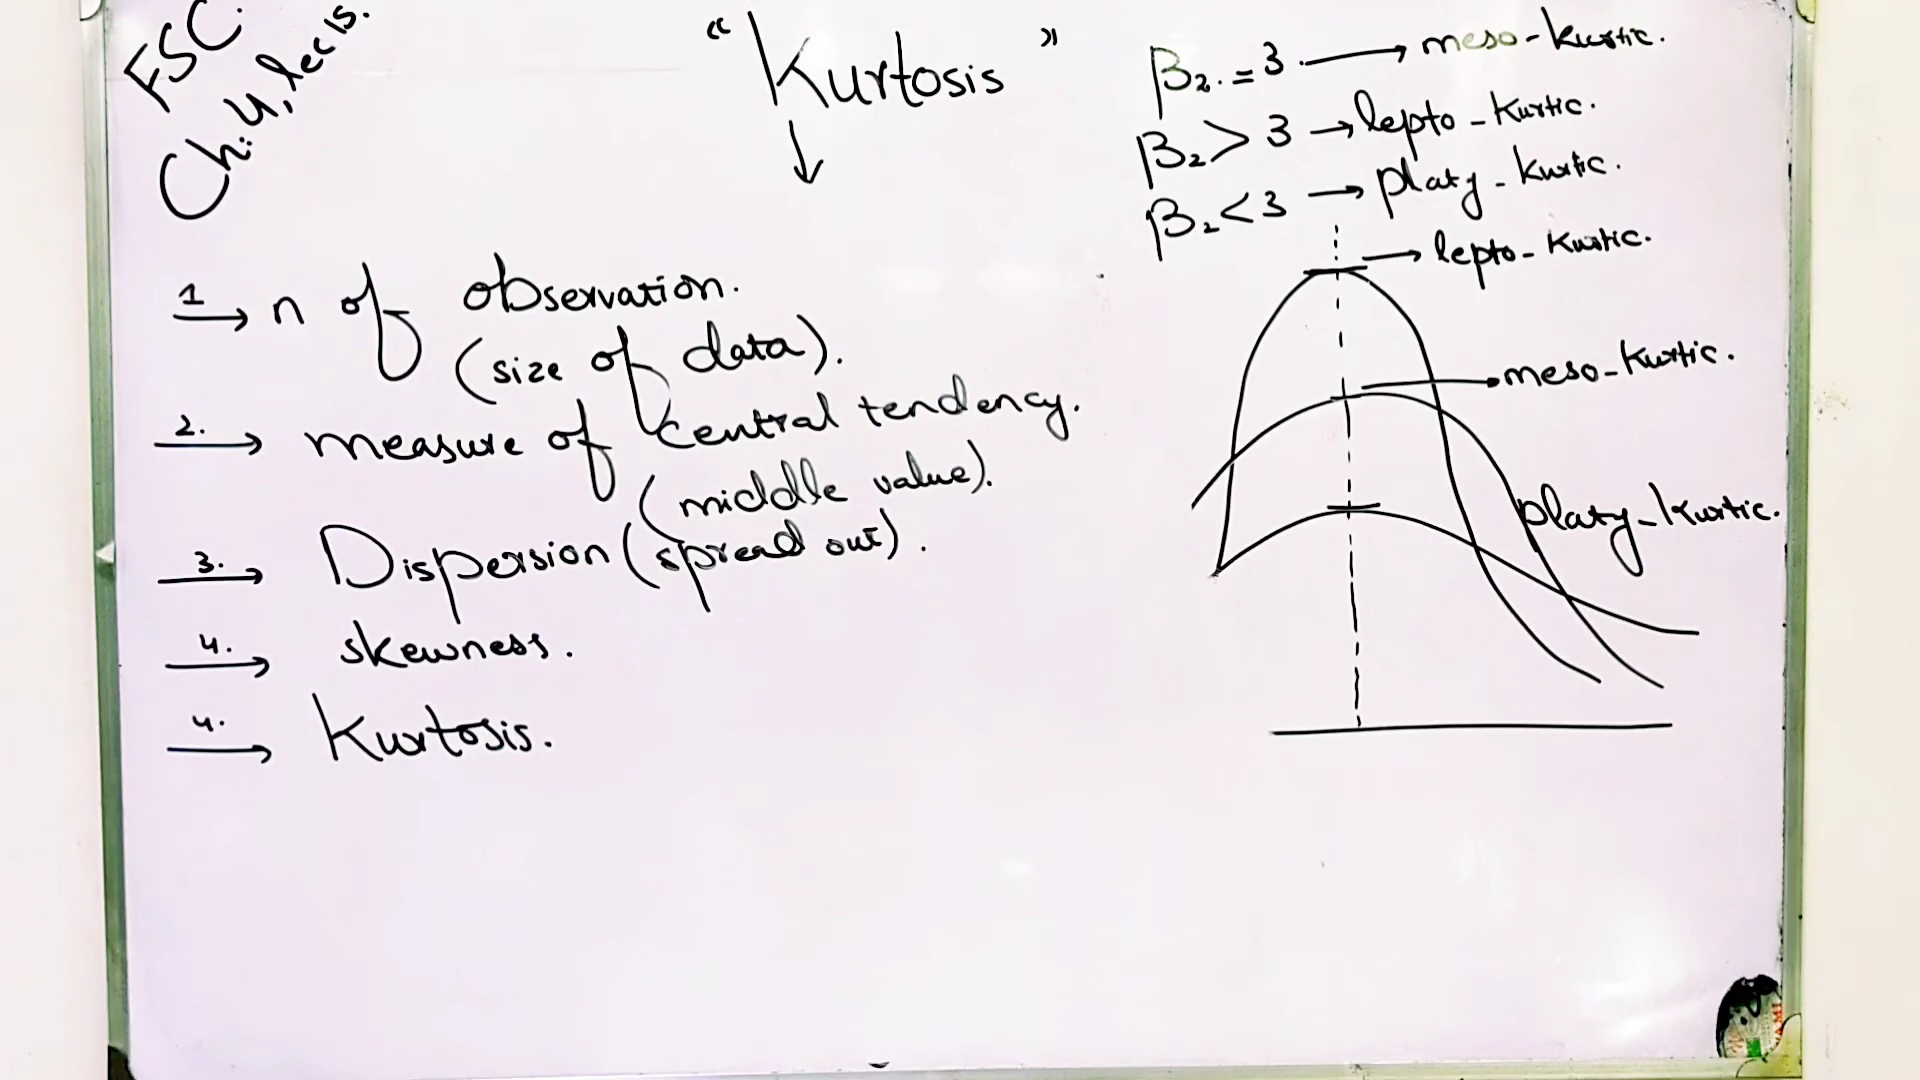 FSC.
Ch:4, lec 15.
"Kurtosis"
1 → n of observation.
(size of data).
2. → measure of central tendency.
(middle value).
3. → Dispersion (spread out).
4. → skewness.
4. → Kurtosis.
β₂. = 3. → meso-kurtic.
β₂ > 3 → lepto-kurtic.
β₂ < 3 → platy-kurtic.
→ lepto-kurtic.
meso-kurtic.
platy-kurtic.